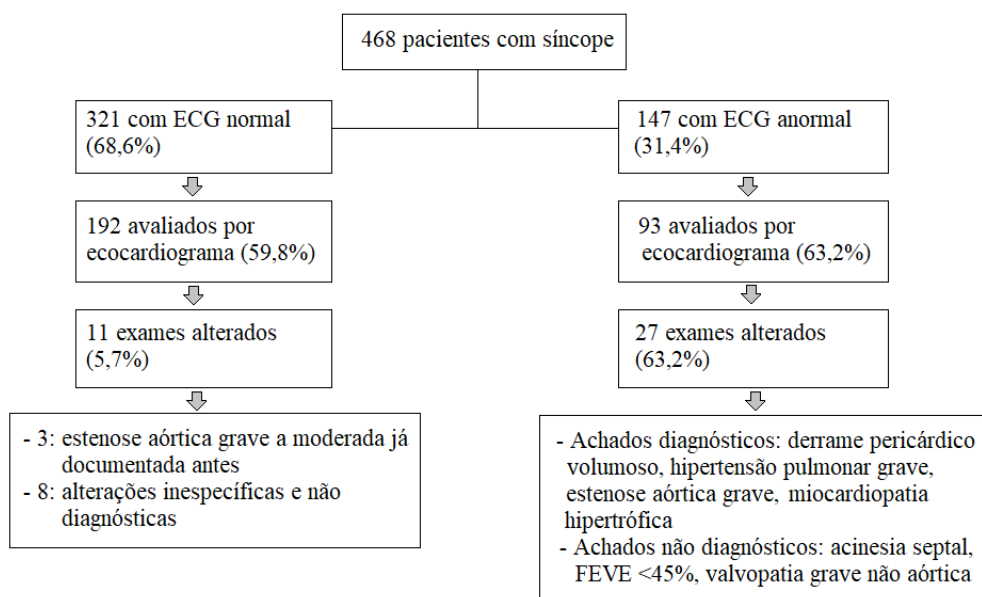 468 pacientes com síncope
321 com ECG normal
(68,6%)
147 com ECG anormal
(31,4%)
192 avaliados por
ecocardiograma (59,8%)
93 avaliados por
ecocardiograma (63,2%)
11 exames alterados
(5,7%)
27 exames alterados
(63,2%)
- 3: estenose aórtica grave a moderada já
documentada antes
- 8: alterações inespecíficas e não
diagnósticas
- Achados diagnósticos: derrame pericárdico
volumoso, hipertensão pulmonar grave,
estenose aórtica grave, miocardiopatia
hipertrófica
- Achados não diagnósticos: acinesia septal,
FEVE <45%, valvopatia grave não aórtica